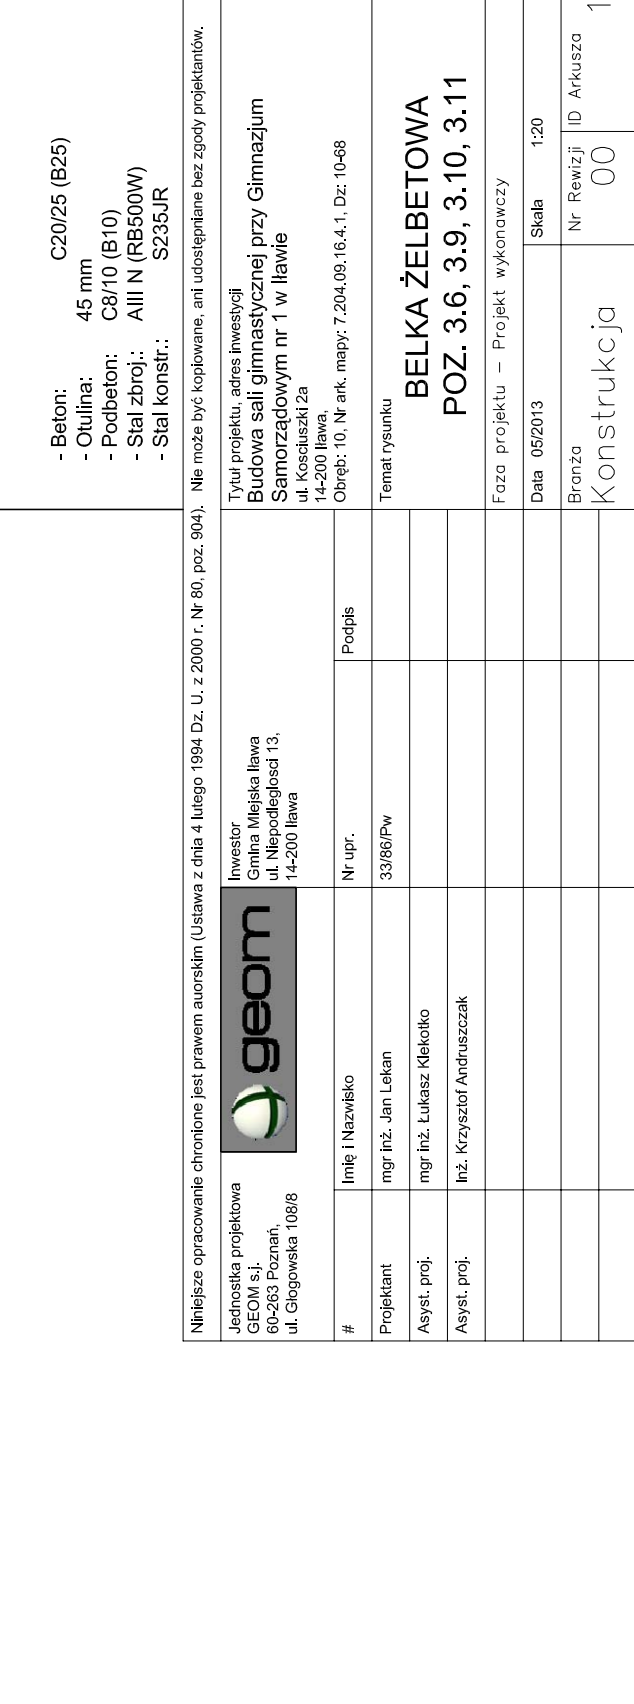 - Beton: C20/25 (B25)
- Otulina: 45 mm
- Podbeton: C8/10 (B10)
- Stal zbroj.: AIII N (RB500W)
- Stal konstr.: S235JR
Niniejsze opracowanie chronione jest prawem auorskim (Ustawa z dnia 4 lutego 1994 Dz. U. z 2000 r. Nr 80, poz. 904). Nie może być kopiowane, ani udostępniane bez zgody projektantów.
Jednostka projektowa
GEOM s.j.
60-263 Poznań,
ul. Głogowska 108/8
geom
Inwestor
Gmina Miejska Iława
ul. Niepodleglosci 13,
14-200 Iława
Tytuł projektu, adres inwestycji
Budowa sali gimnastycznej przy Gimnazjum
Samorządowym nr 1 w Iławie
ul. Kosciuszki 2a
14-200 Iława,
Obręb: 10, Nr ark. mapy: 7.204.09.16.4.1, Dz: 10-68
# Imię i Nazwisko Nr upr. Podpis
Projektant mgr inż. Jan Lekan 33/86/Pw
Asyst. proj. mgr inż. Łukasz Klekotko
Asyst. proj. Inż. Krzysztof Andruszczak
Temat rysunku
BELKA ŻELBETOWA
POZ. 3.6, 3.9, 3.10, 3.11
Faza projektu – Projekt wykonawczy
Data 05/2013 Skala 1:20
Branża Nr Rewizji ID Arkusza
Konstrukcja 00 1